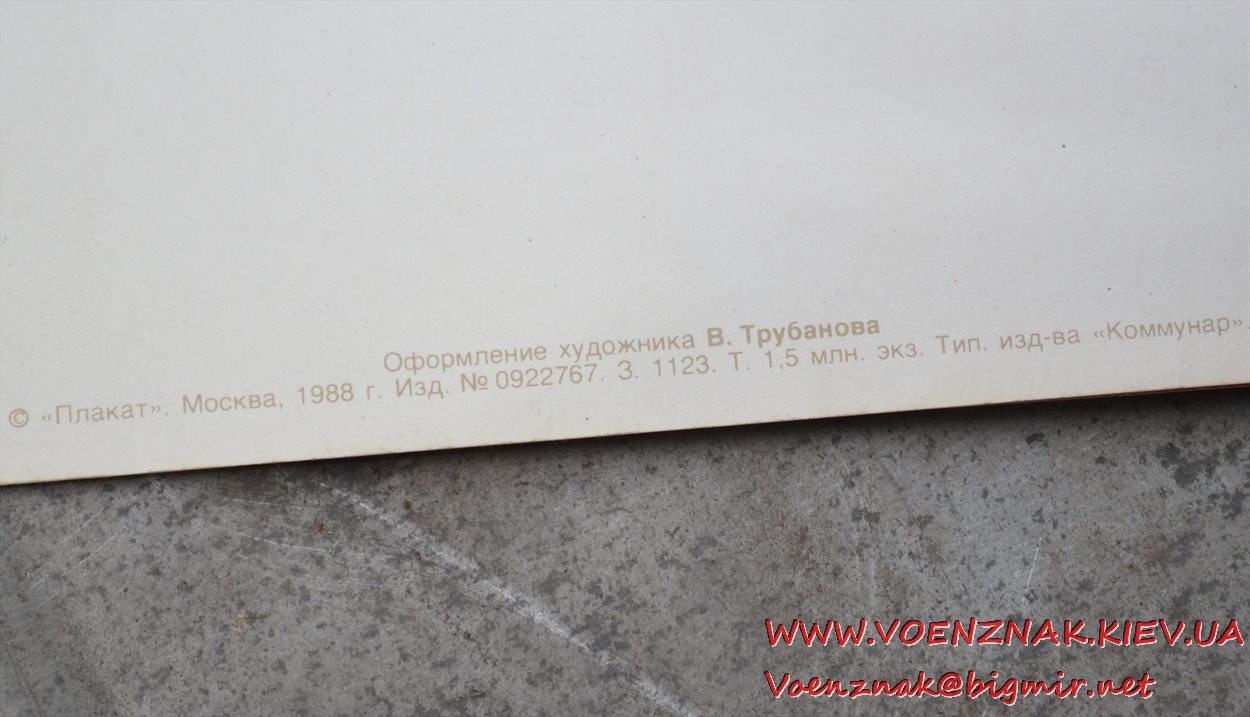 Оформление художника В. Трубанова
© «Плакат». Москва, 1988 г. Изд. № 0922767. З. 1123. Т. 1,5 млн. экз. Тип. изд-ва «Коммунар»
WWW.VOENZNAK.KIEV.UA
Voenznak@bigmir.net